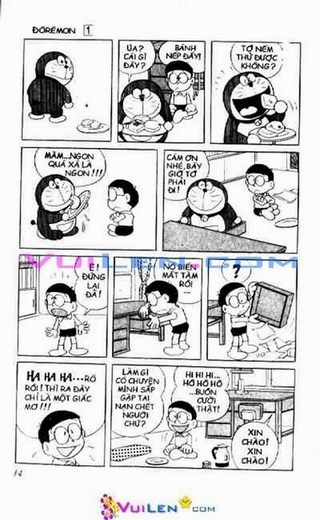 ĐÔRÊMON 1
ỦA?
CÁI GÌ
ĐÂY?
BÁNH
NẾP ĐẤY!
TỚ NẾM
THỬ ĐƯỢC
KHÔNG?
MĂM...NGON
QUÁ XÁ LÀ
NGON!!!
CÁM ƠN
NHÉ, BÂY
GIỜ TỚ
PHẢI
ĐI!
VUILEN.COM
Ê!
ĐỨNG
LẠI
ĐÃ!
NÓ BIẾN
MẤT TĂM
RỒI...
?
HA HA HA...RÕ
RỒI! THÌ RA ĐÂY
CHỈ LÀ MỘT GIẤC
MƠ!!!
LÀM GÌ
CÓ CHUYỆN
MÌNH SẮP
GẶP TAI
NẠN CHẾT
NGƯỜI
CHỨ?
HI HI HI...
HÔ HÔ HÔ
...BUỒN
CƯỜI
THẬT!
XIN
CHÀO!
XIN
CHÀO!
14
VUILEN.COM